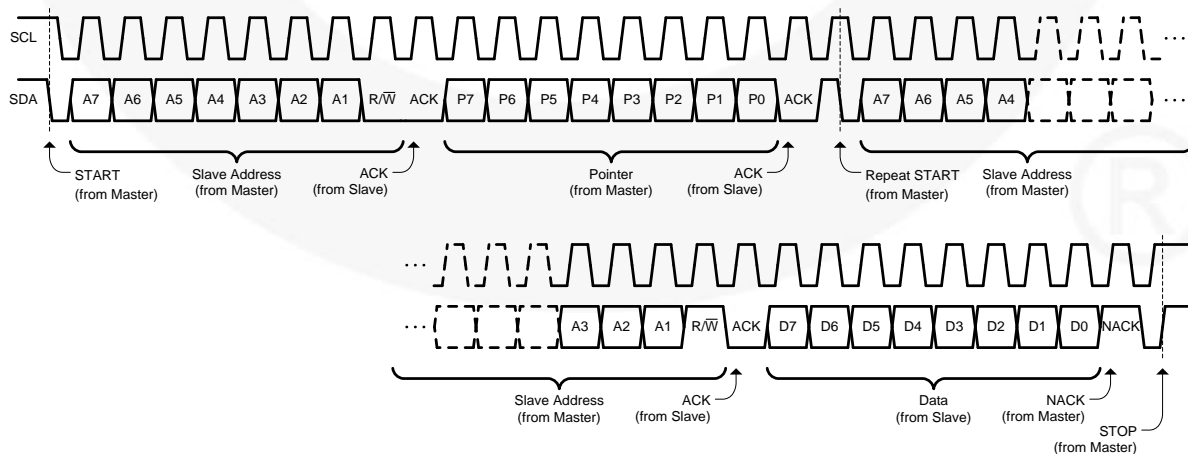 SCL
···
SDA A7 A6 A5 A4 A3 A2 A1 R/W̅ ACK P7 P6 P5 P4 P3 P2 P1 P0 ACK A7 A6 A5 A4 ···
START
(from Master)
Slave Address
(from Master)
ACK
(from Slave)
Pointer
(from Master)
ACK
(from Slave)
Repeat START
(from Master)
Slave Address
(from Master)
®
···
··· A3 A2 A1 R/W̅ ACK D7 D6 D5 D4 D3 D2 D1 D0 NACK
Slave Address
(from Master)
ACK
(from Slave)
Data
(from Slave)
NACK
(from Master)
STOP
(from Master)